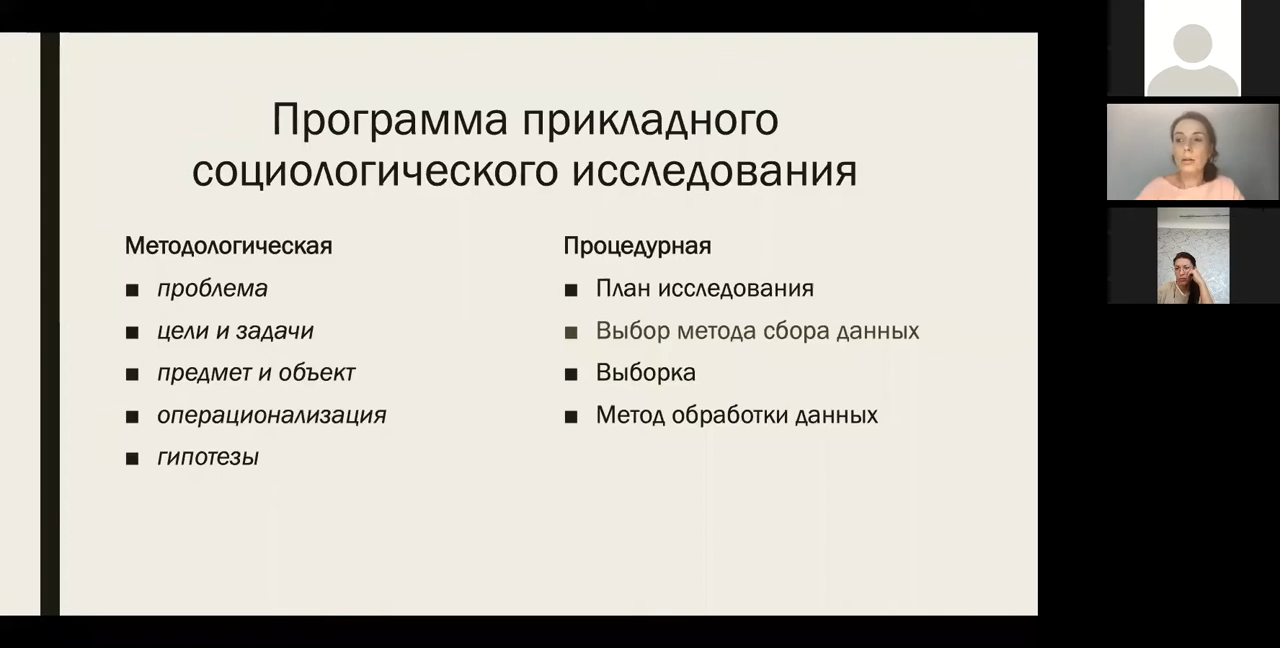 Программа прикладного
социологического исследования
Методологическая
■ проблема
■ цели и задачи
■ предмет и объект
■ операционализация
■ гипотезы
Процедурная
■ План исследования
■ Выбор метода сбора данных
■ Выборка
■ Метод обработки данных